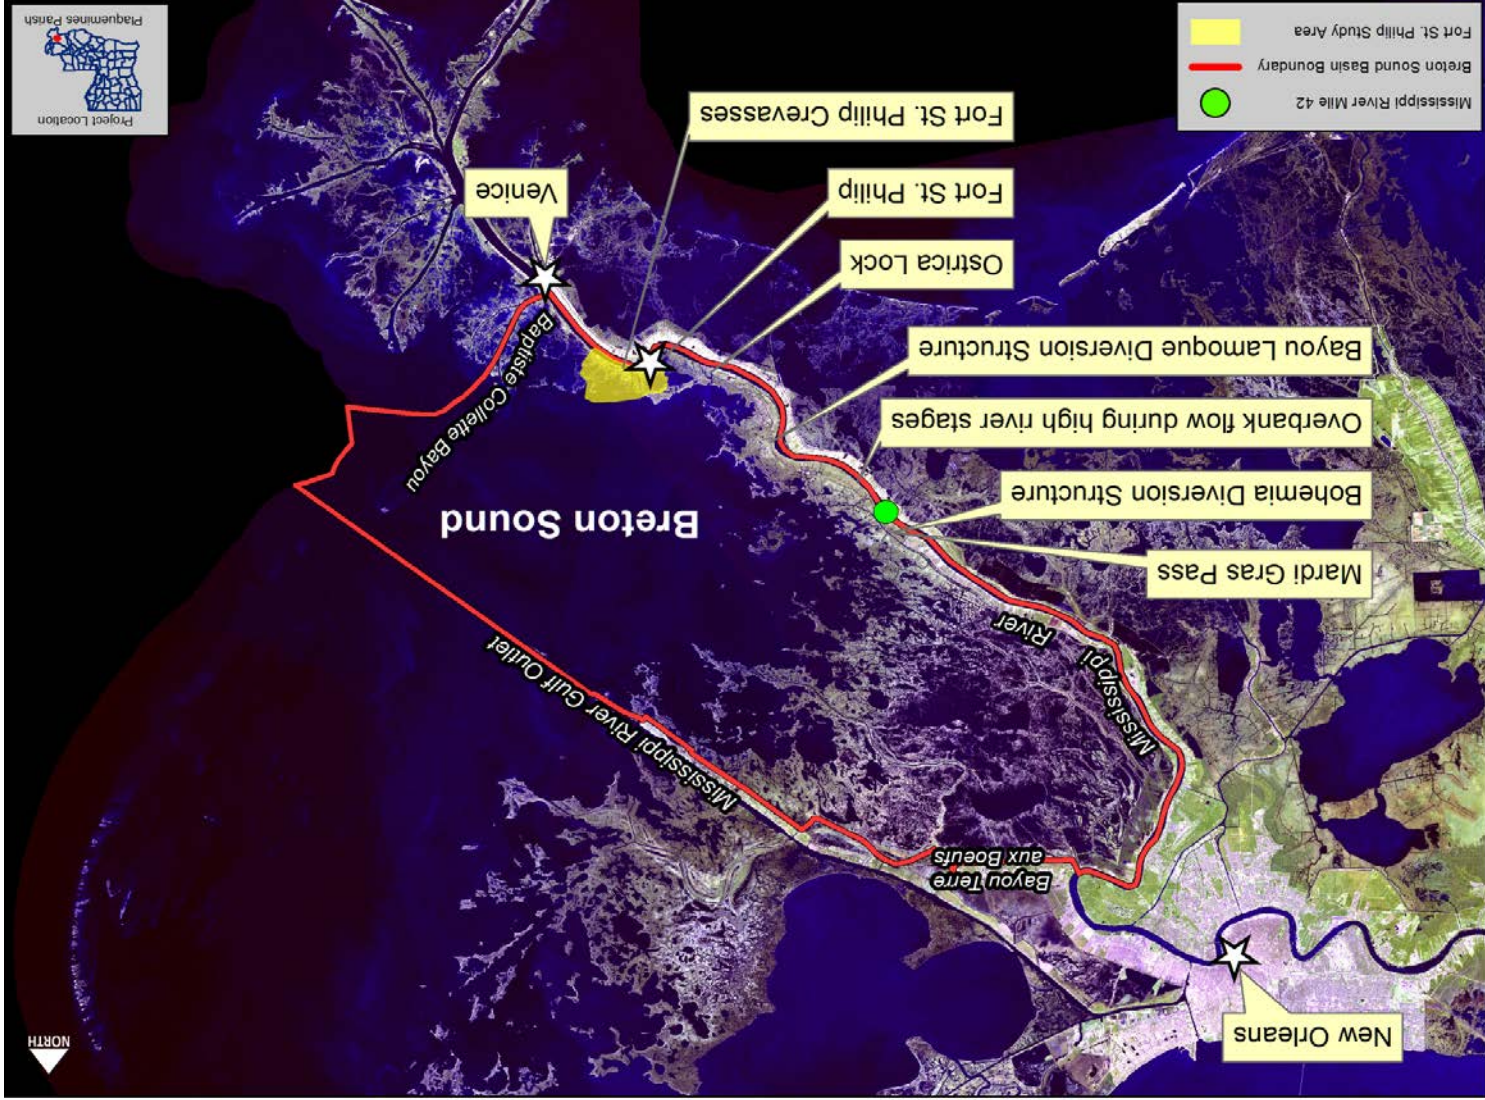 NORTH
New Orleans
Bayou Terre
aux Boeufs
Mississippi River Gulf Outlet
Mississippi
River
Mardi Gras Pass
Bohemia Diversion Structure
Breton Sound
Overbank flow during high river stages
Bayou Lamoque Diversion Structure
Baptiste Collette Bayou
Ostrica Lock
Fort St. Philip
Venice
Fort St. Philip Crevasses
Mississippi River Mile 42
Breton Sound Basin Boundary
Fort St. Philip Study Area
Project Location
Plaquemines Parish